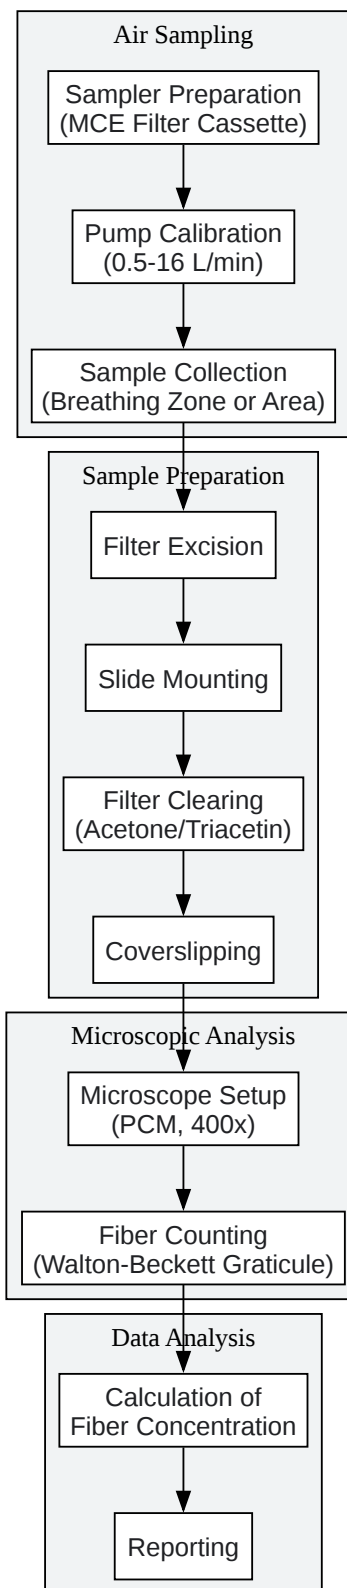 Air Sampling
Sampler Preparation
(MCE Filter Cassette)
Pump Calibration
(0.5-16 L/min)
Sample Collection
(Breathing Zone or Area)
Sample Preparation
Filter Excision
Slide Mounting
Filter Clearing
(Acetone/Triacetin)
Coverslipping
Microscopic Analysis
Microscope Setup
(PCM, 400x)
Fiber Counting
(Walton-Beckett Graticule)
Data Analysis
Calculation of
Fiber Concentration
Reporting